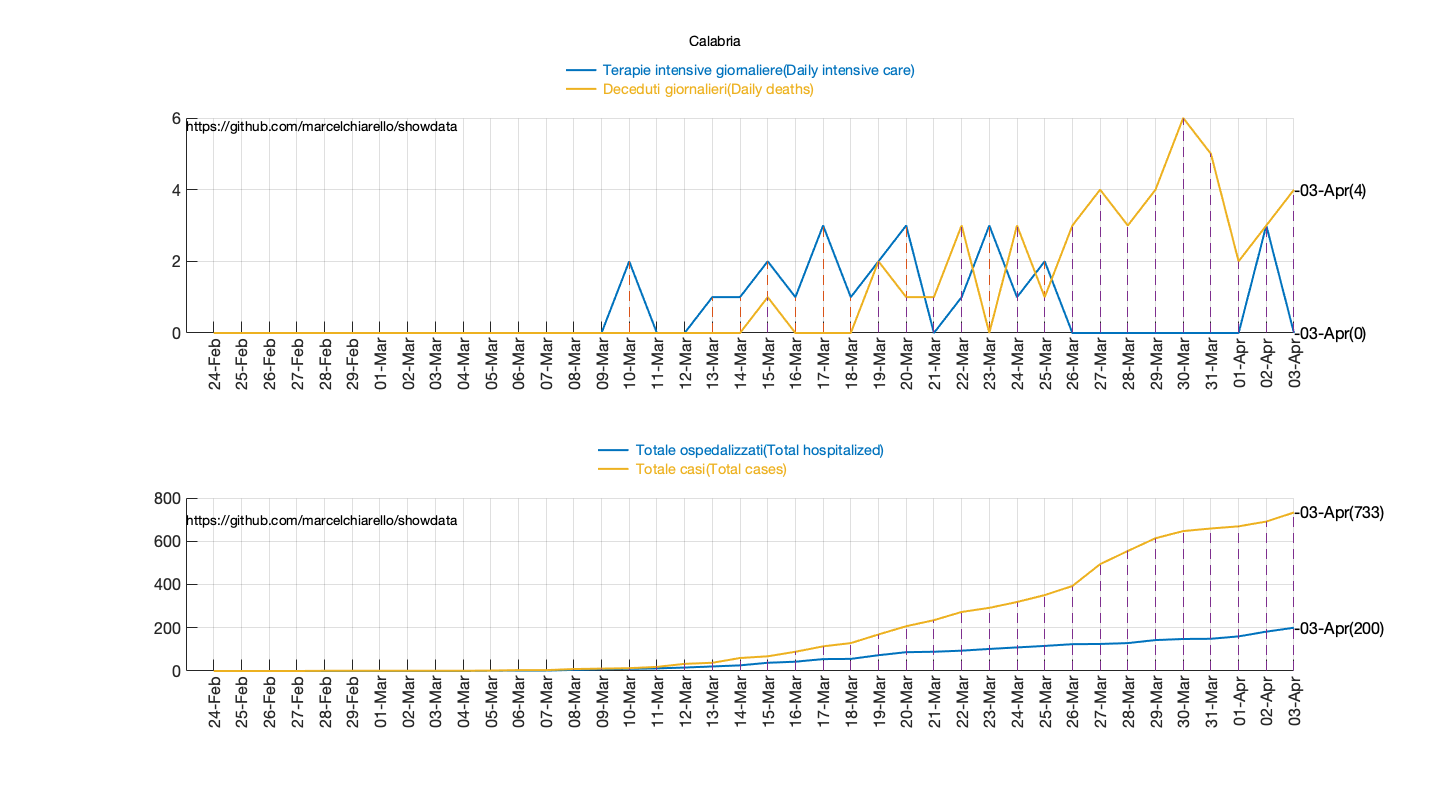 Calabria
Terapie intensive giornaliere(Daily intensive care)
Deceduti giornalieri(Daily deaths)
6
https://github.com/marcelchiarello/showdata
4
-03-Apr(4)
2
0
-03-Apr(0)
24-Feb
25-Feb
26-Feb
27-Feb
28-Feb
29-Feb
01-Mar
02-Mar
03-Mar
04-Mar
05-Mar
06-Mar
07-Mar
08-Mar
09-Mar
10-Mar
11-Mar
12-Mar
13-Mar
14-Mar
15-Mar
16-Mar
17-Mar
18-Mar
19-Mar
20-Mar
21-Mar
22-Mar
23-Mar
24-Mar
25-Mar
26-Mar
27-Mar
28-Mar
29-Mar
30-Mar
31-Mar
01-Apr
02-Apr
03-Apr
Totale ospedalizzati(Total hospitalized)
Totale casi(Total cases)
800
-03-Apr(733)
https://github.com/marcelchiarello/showdata
600
400
200
-03-Apr(200)
0
24-Feb
25-Feb
26-Feb
27-Feb
28-Feb
29-Feb
01-Mar
02-Mar
03-Mar
04-Mar
05-Mar
06-Mar
07-Mar
08-Mar
09-Mar
10-Mar
11-Mar
12-Mar
13-Mar
14-Mar
15-Mar
16-Mar
17-Mar
18-Mar
19-Mar
20-Mar
21-Mar
22-Mar
23-Mar
24-Mar
25-Mar
26-Mar
27-Mar
28-Mar
29-Mar
30-Mar
31-Mar
01-Apr
02-Apr
03-Apr